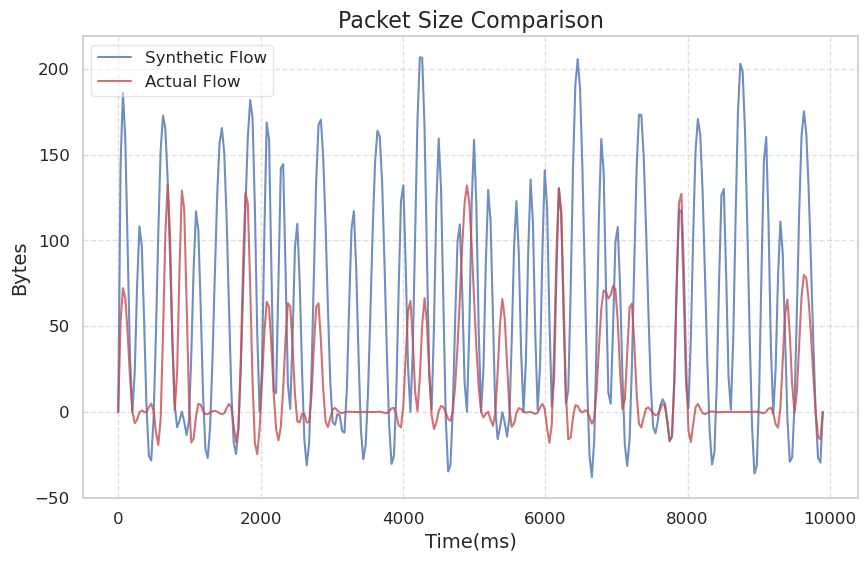 Packet Size Comparison
Synthetic Flow
Actual Flow
200
150
100
50
0
−50
Bytes
0 2000 4000 6000 8000 10000
Time(ms)